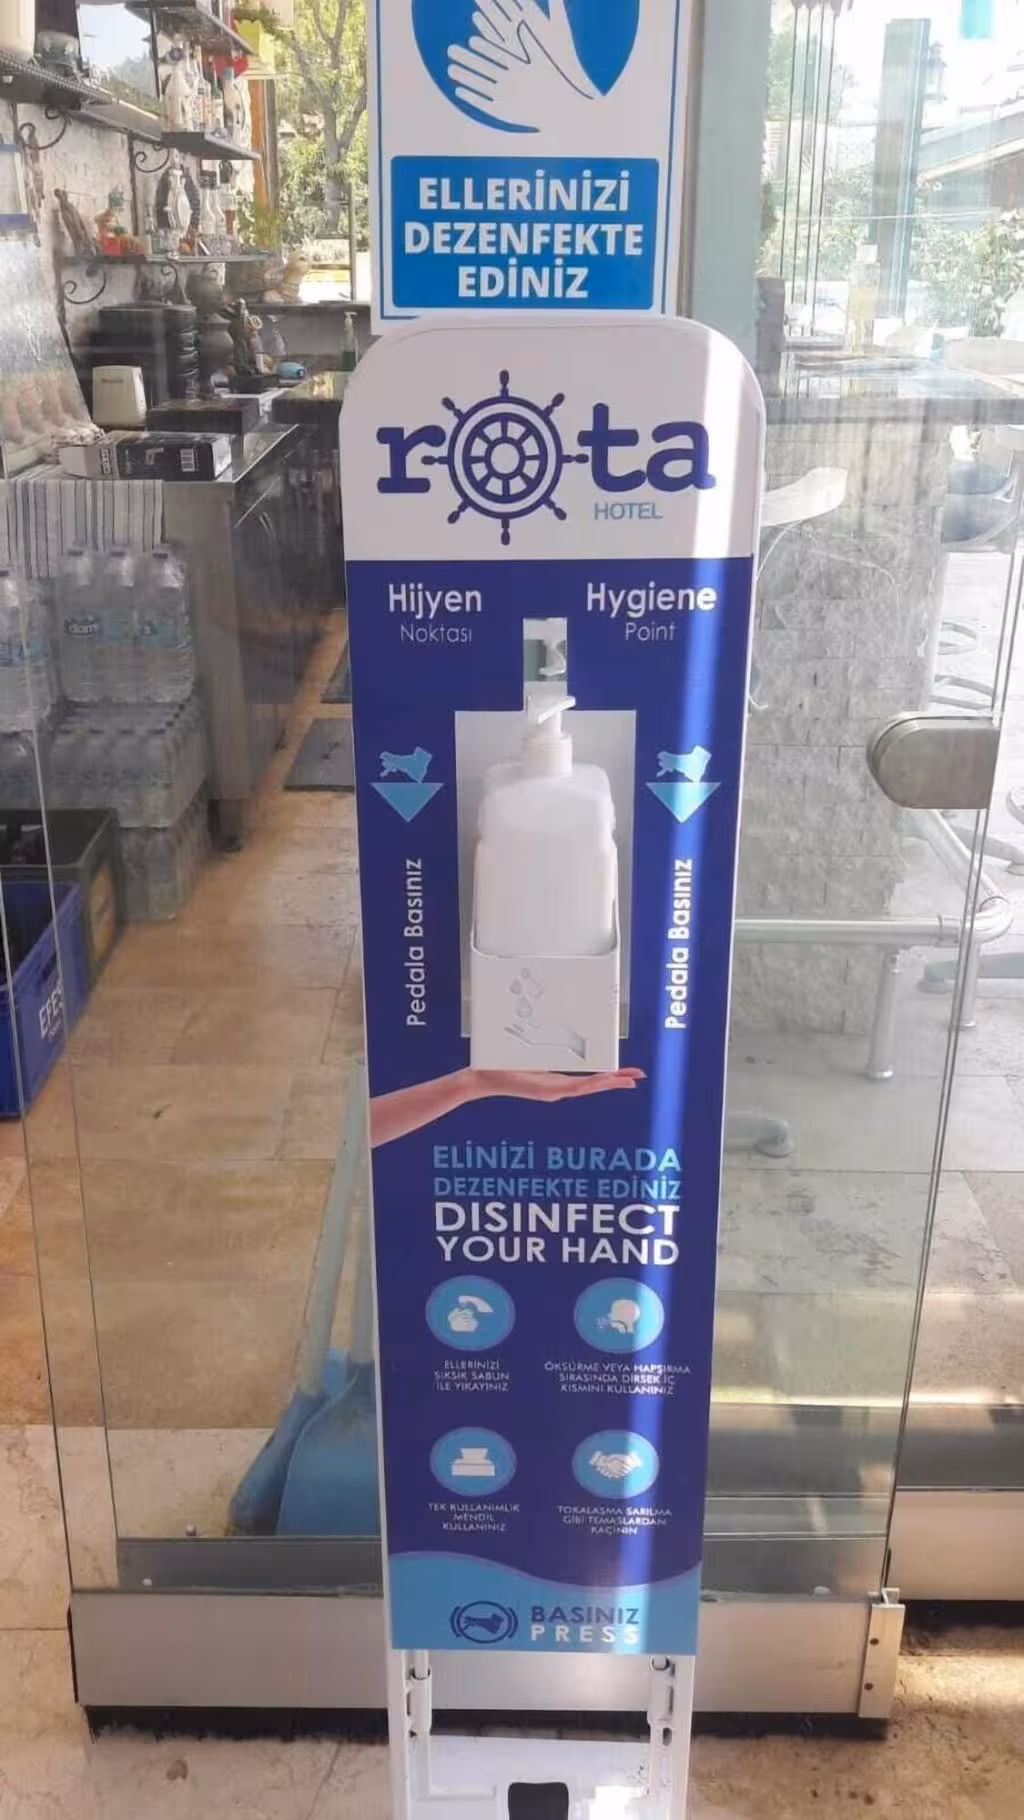 ELLERİNİZİ
DEZENFEKTE
EDİNİZ
rota
HOTEL
Hijyen
Noktası
Hygiene
Point
Pedala Basınız
Pedala Basınız
ELİNİZİ BURADA
DEZENFEKTE EDİNİZ
DISINFECT
YOUR HAND
ELLERİNİZİ
SIKSIK SABUN
İLE YIKAYINIZ
ÖKSÜRME VEYA HAPŞIRMA
SIRASINDA DİRSEK İÇ
KISMINI KULLANINIZ
TEK KULLANIMLIK
MENDİL
KULLANINIZ
TOKALAŞMA SARILMA
GİBİ TEMASLARDAN
KAÇININ
BASINIZ
PRESS
EFES